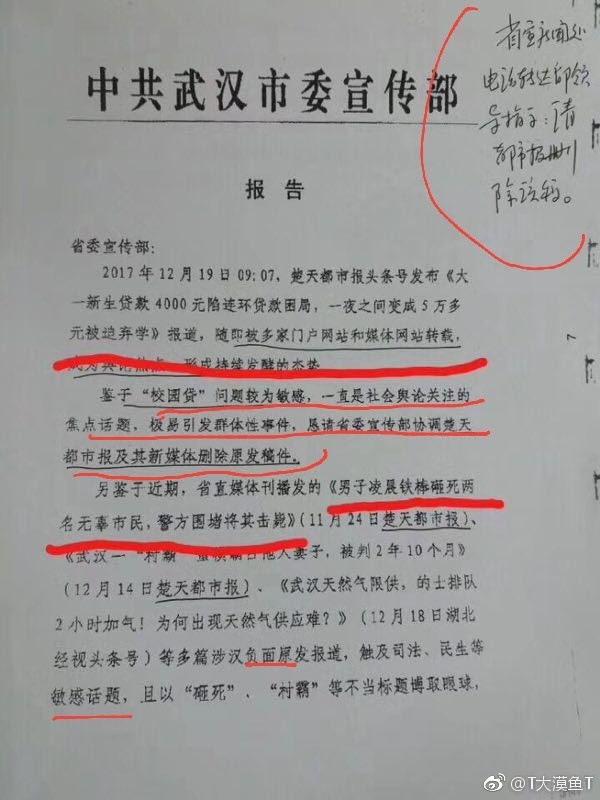 省宣新闻处
电话转达部领
导指示：请
都市报删
除该稿。
中共武汉市委宣传部
报告
省委宣传部：
2017年12月19日09:07，楚天都市报头条号发布《大
一新生贷款4000元陷连环贷款困局，一夜之间变成5万多
元被迫弃学》报道，随即被多家门户网站和媒体网站转载，
成为舆论热点，形成持续发酵的态势
鉴于“校园贷”问题较为敏感，一直是社会舆论关注的
焦点话题，极易引发群体性事件，恳请省委宣传部协调楚天
都市报及其新媒体删除原发稿件。
另鉴于近期，省直媒体刊播发的《男子凌晨铁棒砸死两
名无辜市民，警方围堵将其击毙》（11月24日楚天都市报）、
《武汉一“村霸”蛮横霸占他人妻子，被判2年10个月》
（12月14日楚天都市报）、《武汉天然气限供，的士排队
2小时加气！为何出现天然气供应难？》（12月18日湖北
经视头条号）等多篇涉汉负面原发报道，触及司法、民生等
敏感话题，且以“砸死”、“村霸”等不当标题博取眼球，
@T大漠鱼T